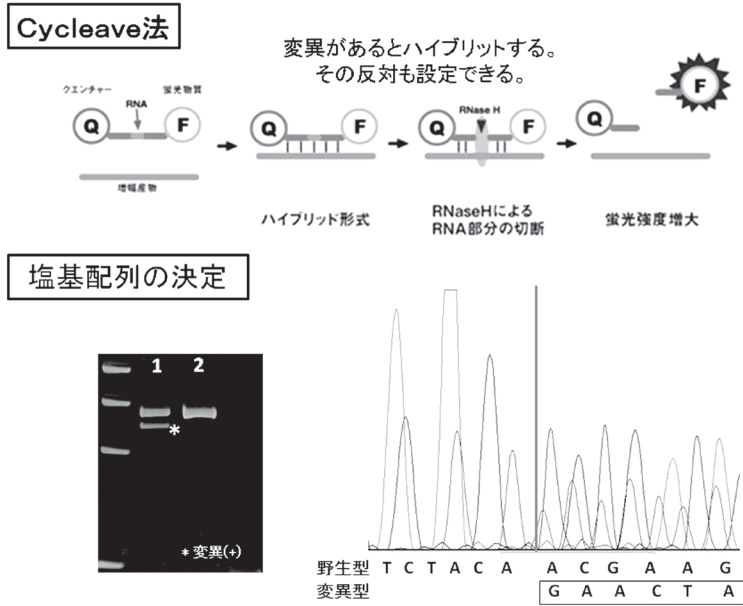 Cycleave法
変異があるとハイブリットする。
その反対も設定できる。
クエンチャー
蛍光物質
RNA
Q
F
増幅産物
Q
F
ハイブリッド形式
RNase H
Q
F
RNaseHによる
RNA部分の切断
Q
F
蛍光強度増大
塩基配列の決定
1 2
*
*変異(+)
野生型 T C T A C A A C G A A G
変異型 G A A C T A